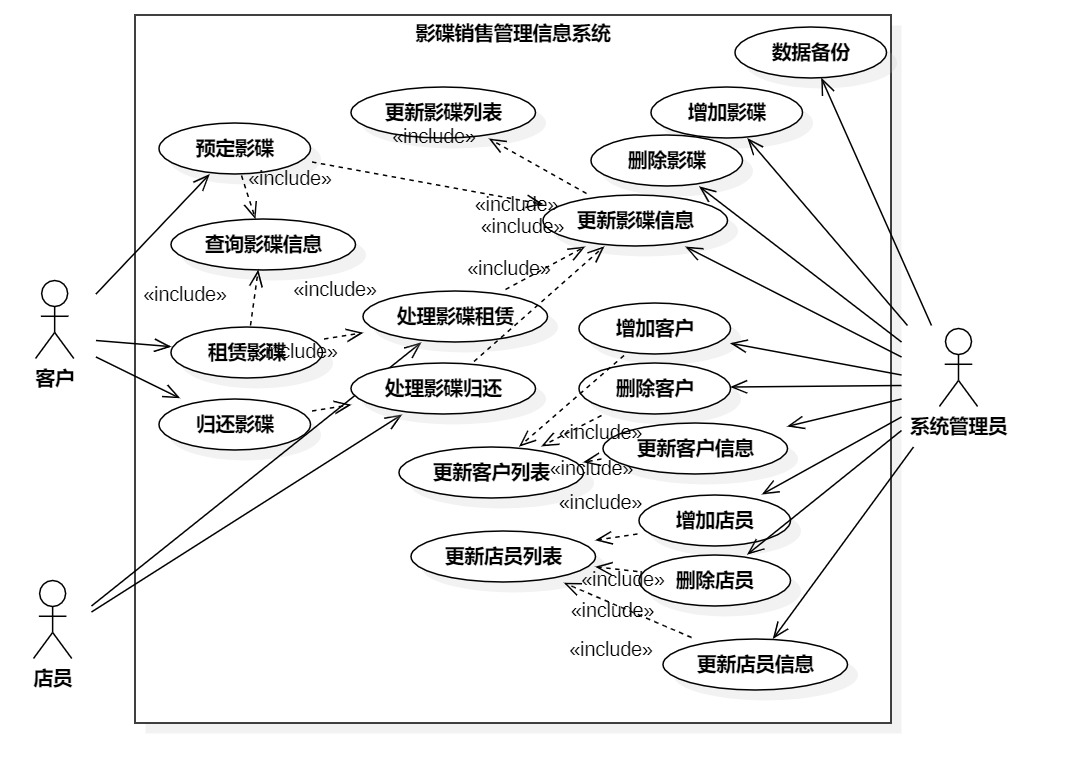 影碟销售管理信息系统
数据备份
更新影碟列表
增加影碟
«include»
预定影碟
删除影碟
«include»
«include»
更新影碟信息
«include»
查询影碟信息
«include»
«include»
«include»
处理影碟租赁
增加客户
租赁影碟
«include»
客户
处理影碟归还
删除客户
归还影碟
系统管理员
«include»
更新客户信息
更新客户列表
«include»
«include»
增加店员
更新店员列表
«include»
删除店员
«include»
«include»
更新店员信息
店员